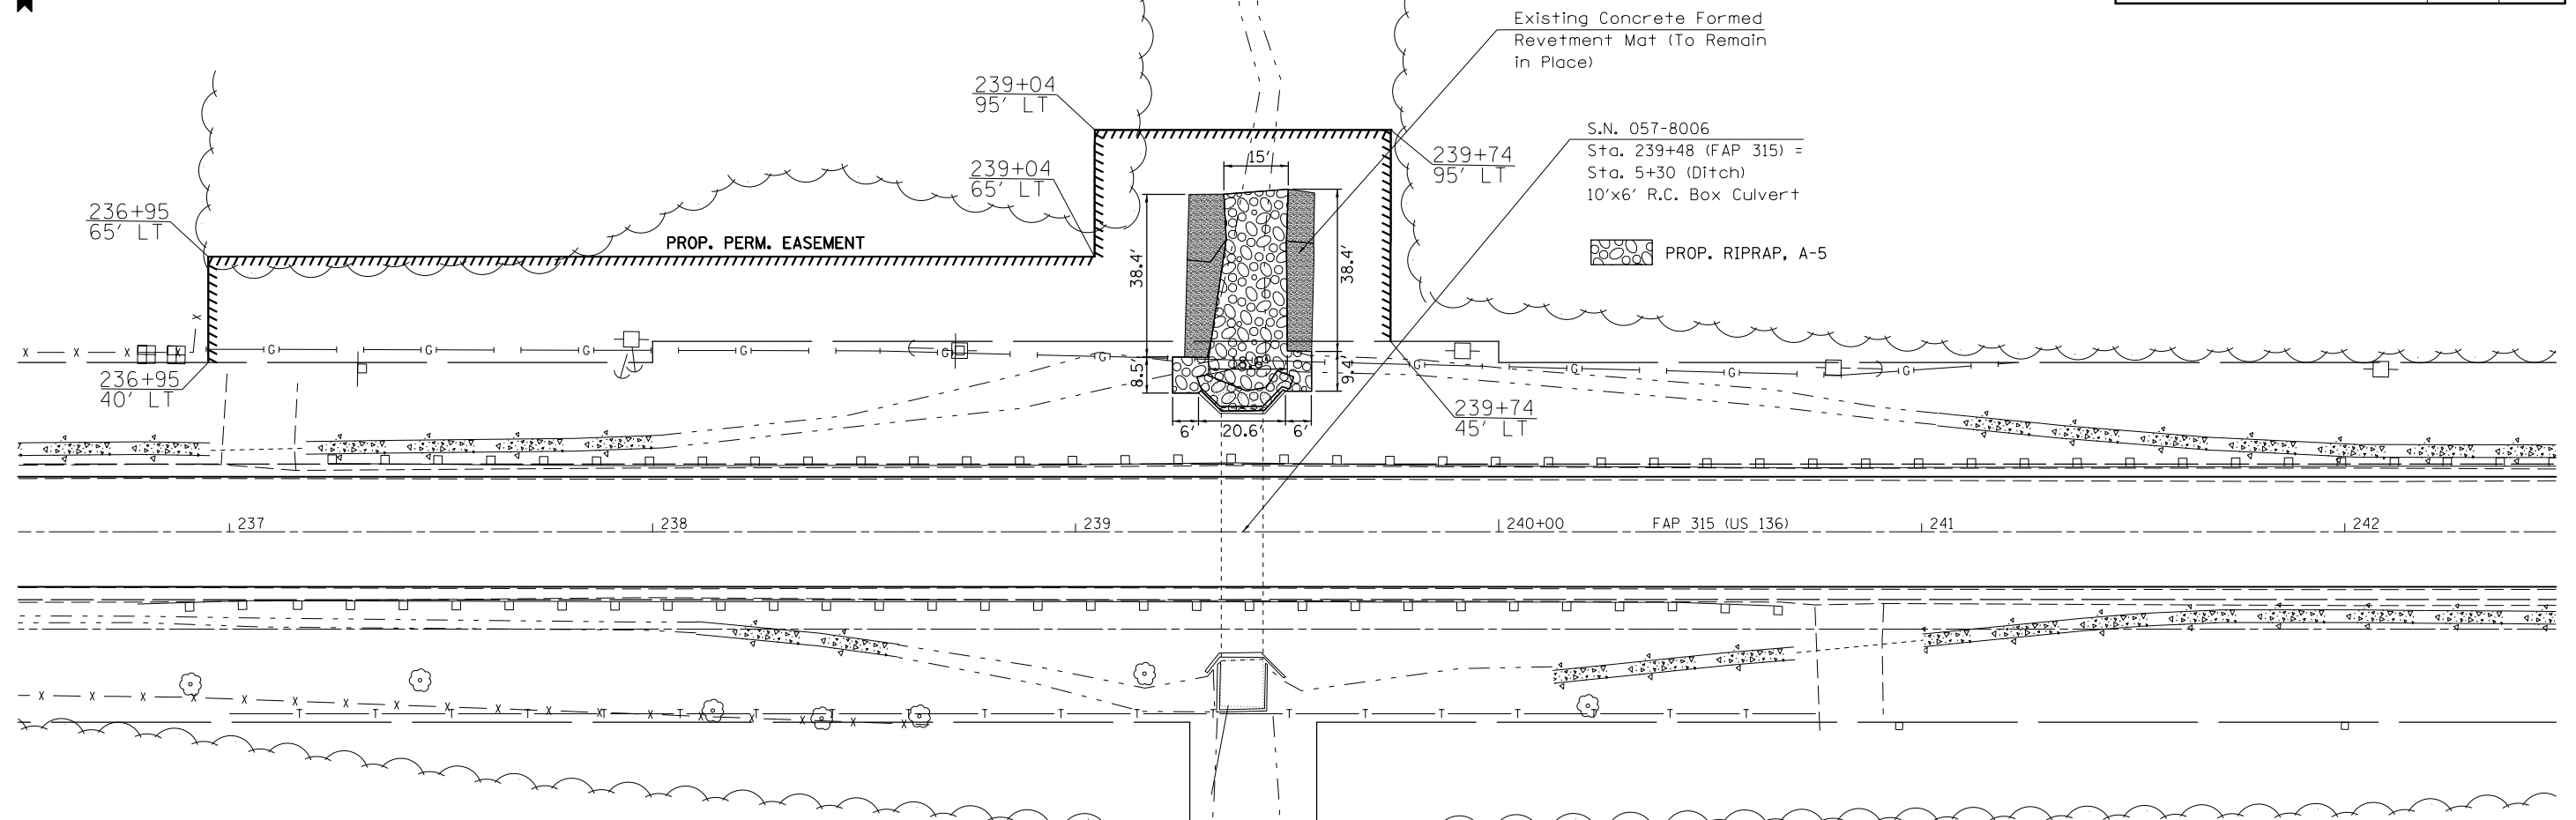 Existing Concrete Formed
Revetment Mat (To Remain
in Place)
239+04
95' LT
S.N. 057-8006
Sta. 239+48 (FAP 315) =
Sta. 5+30 (Ditch)
10'x6' R.C. Box Culvert
15'
239+74
95' LT
239+04
65' LT
236+95
65' LT
PROP. PERM. EASEMENT
38.4'
38.4'
PROP. RIPRAP, A-5
X
X X X X
G G G G G G G G G G
236+95
40' LT
8.5'
9.4'
239+74
45' LT
6' 20.6' 6'
237 238 239 240+00 FAP 315 (US 136) 241 242
X X X X X X X X X X X X X X X X X X
T T T T T T T T T T T T T T T T T T T T